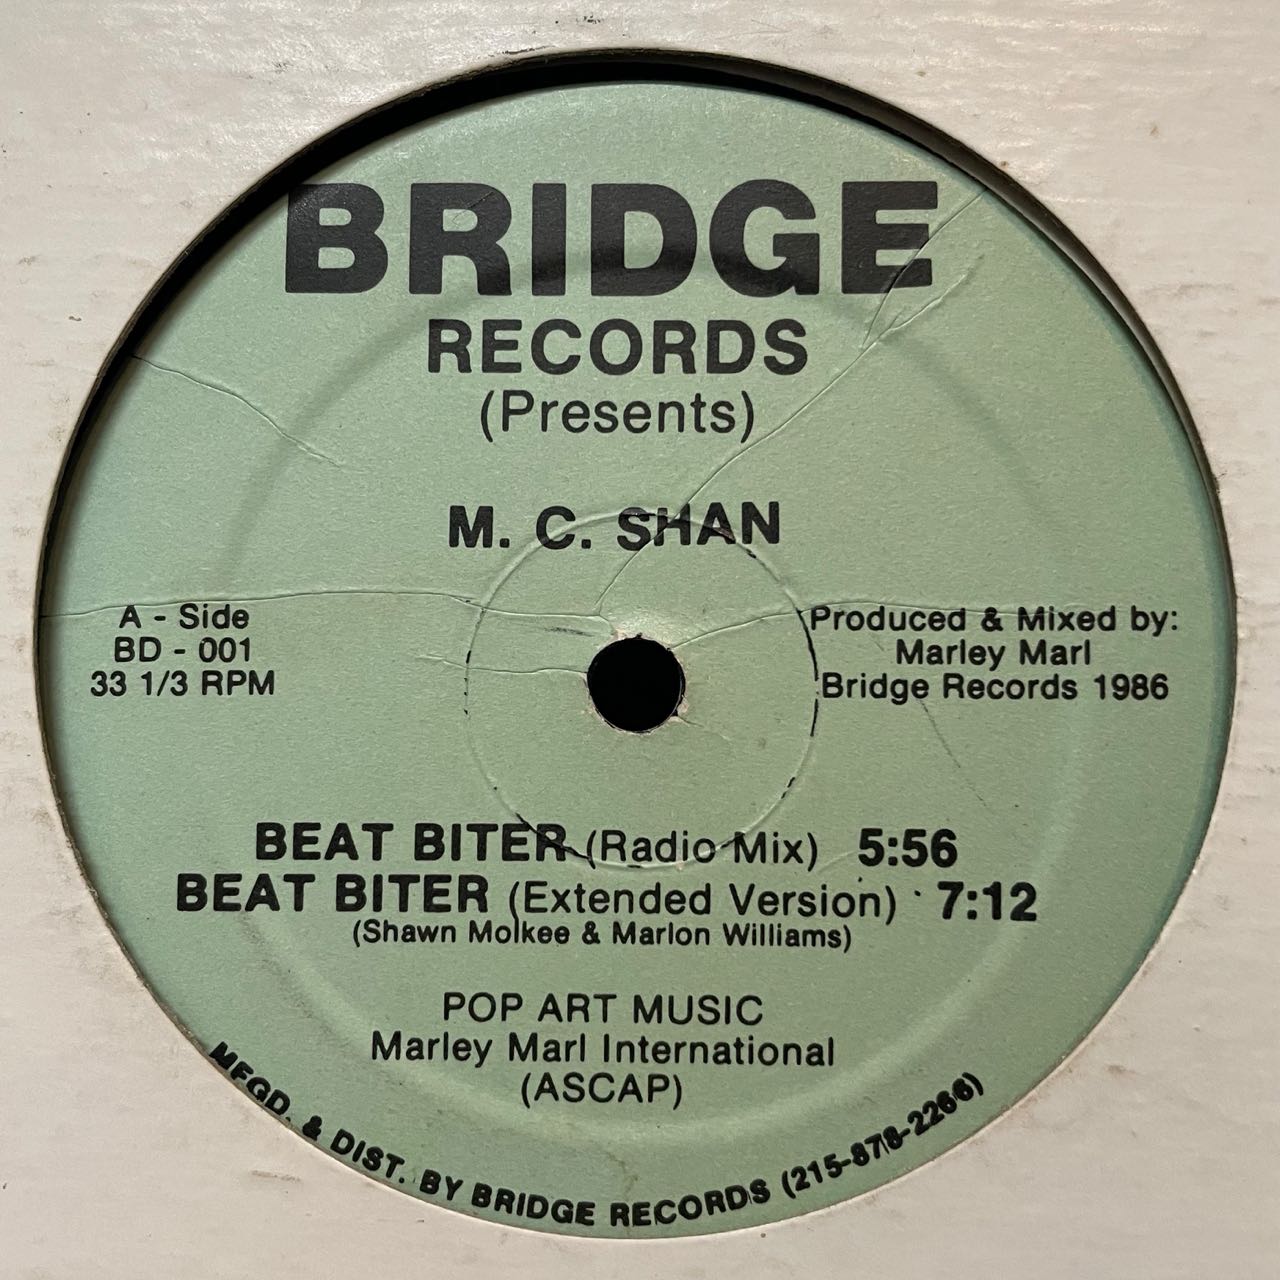 BRIDGE
RECORDS
(Presents)
M. C. SHAN
A - Side
BD - 001
33 1/3 RPM
Produced & Mixed by:
Marley Marl
Bridge Records 1986
BEAT BITER (Radio Mix) 5:56
BEAT BITER (Extended Version) 7:12
(Shawn Molkee & Marlon Williams)
POP ART MUSIC
Marley Marl International
(ASCAP)
MFGD. & DIST. BY BRIDGE RECORDS (215-878-2266)